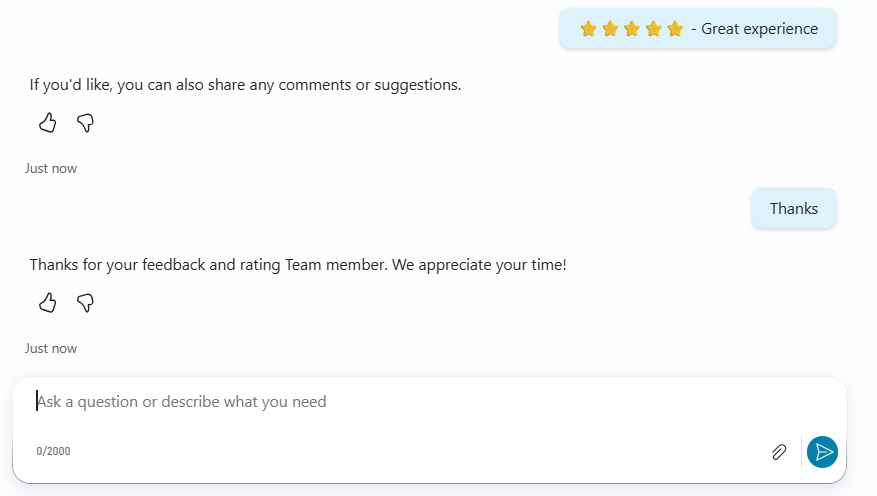 ⭐⭐⭐⭐⭐ - Great experience
If you'd like, you can also share any comments or suggestions.
Just now
Thanks
Thanks for your feedback and rating Team member. We appreciate your time!
Just now
Ask a question or describe what you need
0/2000